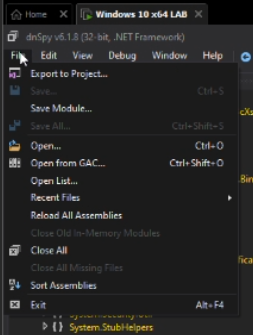 Home
Windows 10 x64 LAB
dnSpy v6.1.8 (32-bit, .NET Framework)
File Edit View Debug Window
Export to Project...
Save... Ctrl+S
Save Module...
Save All... Ctrl+Shift+S
Open... Ctrl+O
Open from GAC... Ctrl+Shift+O
Open List...
Recent Files
Reload All Assemblies
Close Old In-Memory Modules
Close All
Close All Missing Files
Sort Assemblies
Exit Alt+F4
{ } System.StubHelpers